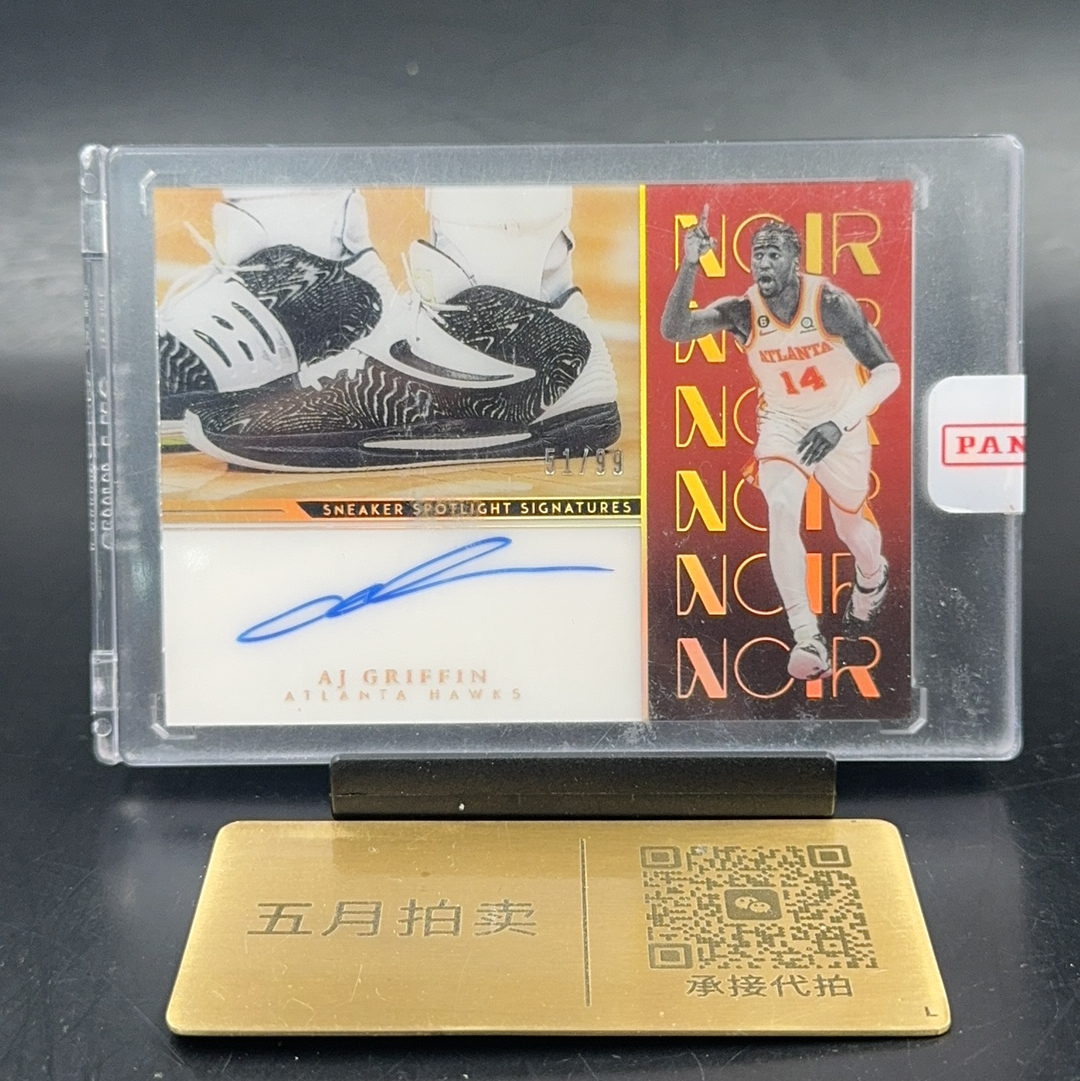 NOIR
NOIR
NOIR
NOIR
NOIR
NOIR
ATLANTA
14
6
51/99
SNEAKER SPOTLIGHT SIGNATURES
AJ GRIFFIN
ATLANTA HAWKS
PAN
五月拍卖
承接代拍
L